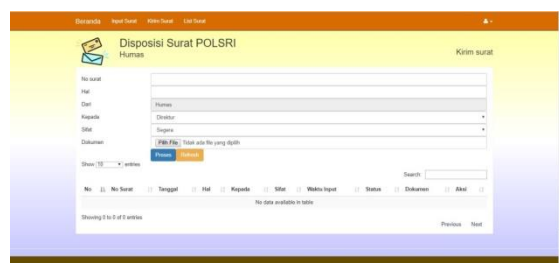 Beranda Input Surat Kirim Surat List Surat
Disposisi Surat POLSRI
Humas
Kirim surat
No surat
Hal
Dari Humas
Kepada Direktur
Sifat Segera
Dokumen Pilih File Tidak ada file yang dipilih
Proses Refresh
Show 10 entries
Search:
No No Surat Tanggal Hal Kepada Sifat Waktu Input Status Dokumen Aksi
No data available in table
Showing 0 to 0 of 0 entries
Previous Next